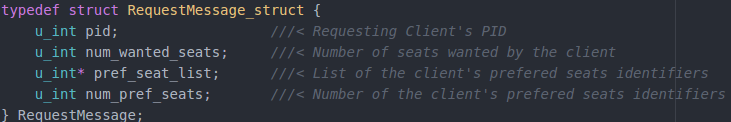 typedef struct RequestMessage_struct {
    u_int pid;                   ///< Requesting Client's PID
    u_int num_wanted_seats;      ///< Number of seats wanted by the client
    u_int* pref_seat_list;       ///< List of the client's prefered seats identifiers
    u_int num_pref_seats;        ///< Number of the client's prefered seats identifiers
} RequestMessage;